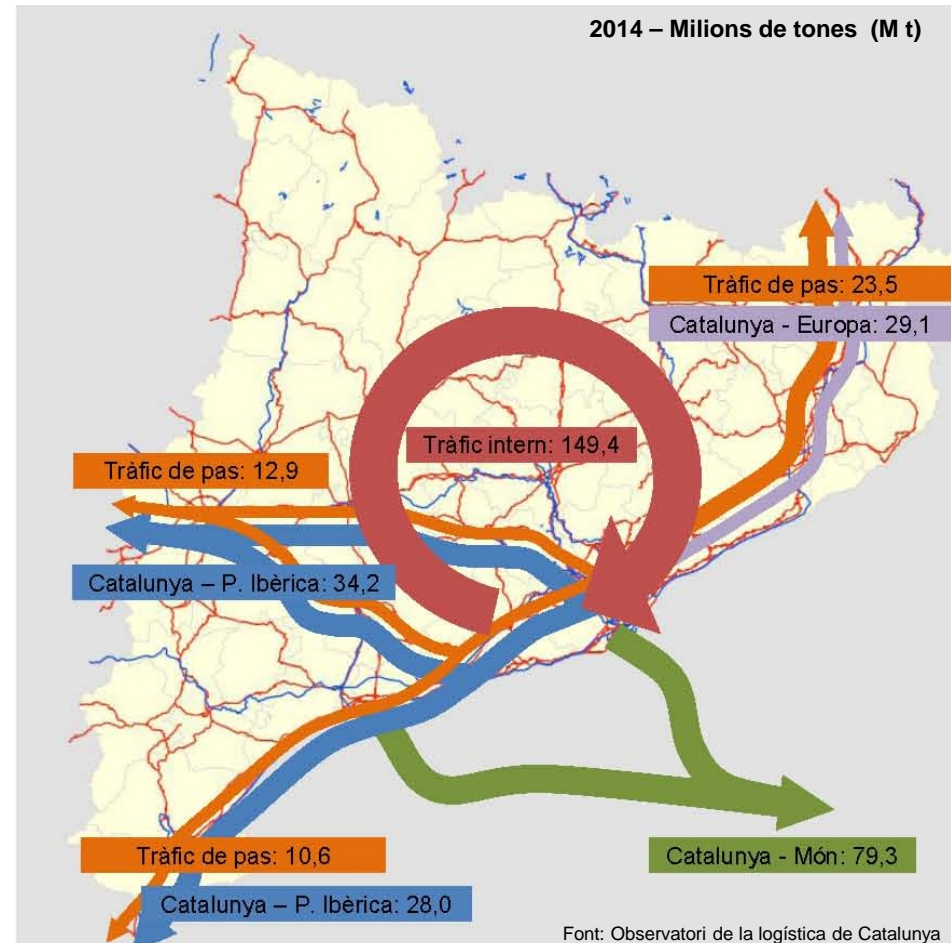 2014 – Milions de tones (M t)
Tràfic de pas: 23,5
Catalunya - Europa: 29,1
Tràfic intern: 149,4
Tràfic de pas: 12,9
Catalunya – P. Ibèrica: 34,2
Tràfic de pas: 10,6
Catalunya - Món: 79,3
Catalunya – P. Ibèrica: 28,0
Font: Observatori de la logística de Catalunya